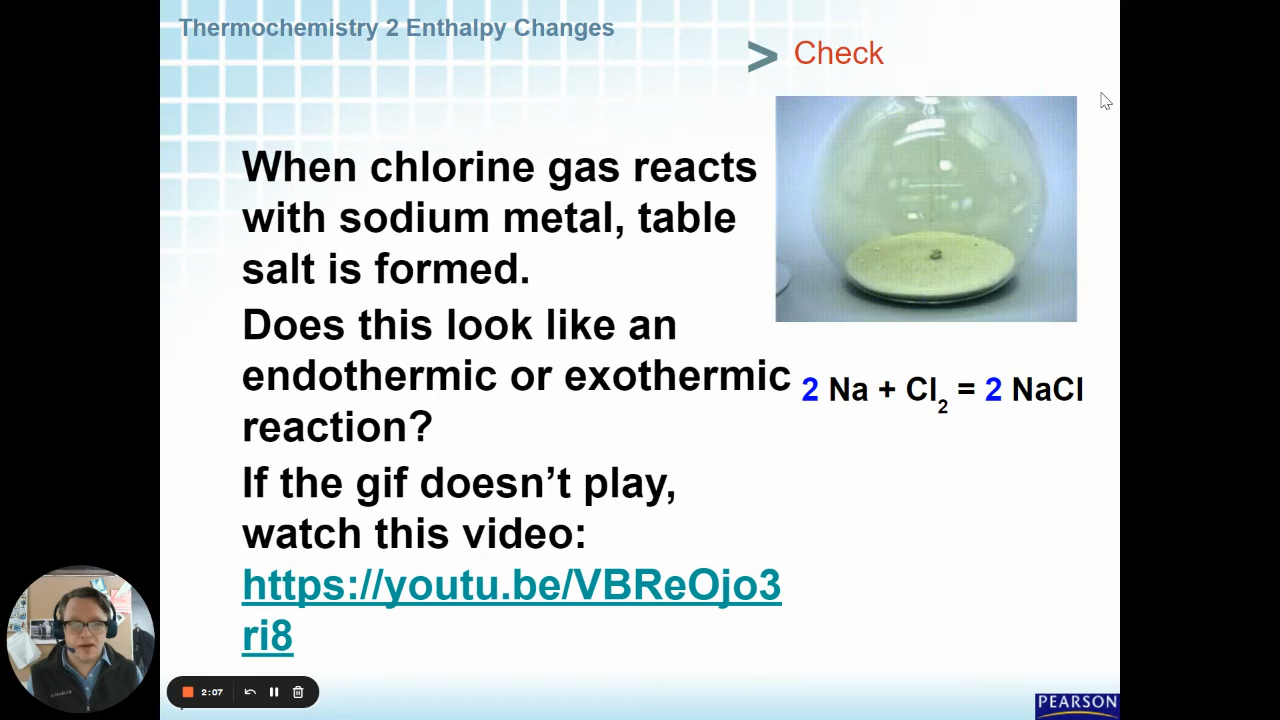 Thermochemistry 2 Enthalpy Changes
> Check
When chlorine gas reacts
with sodium metal, table
salt is formed.
Does this look like an
endothermic or exothermic
reaction?
2 Na + Cl2 = 2 NaCl
If the gif doesn’t play,
watch this video:
https://youtu.be/VBReOjo3
ri8
2:07
PEARSON